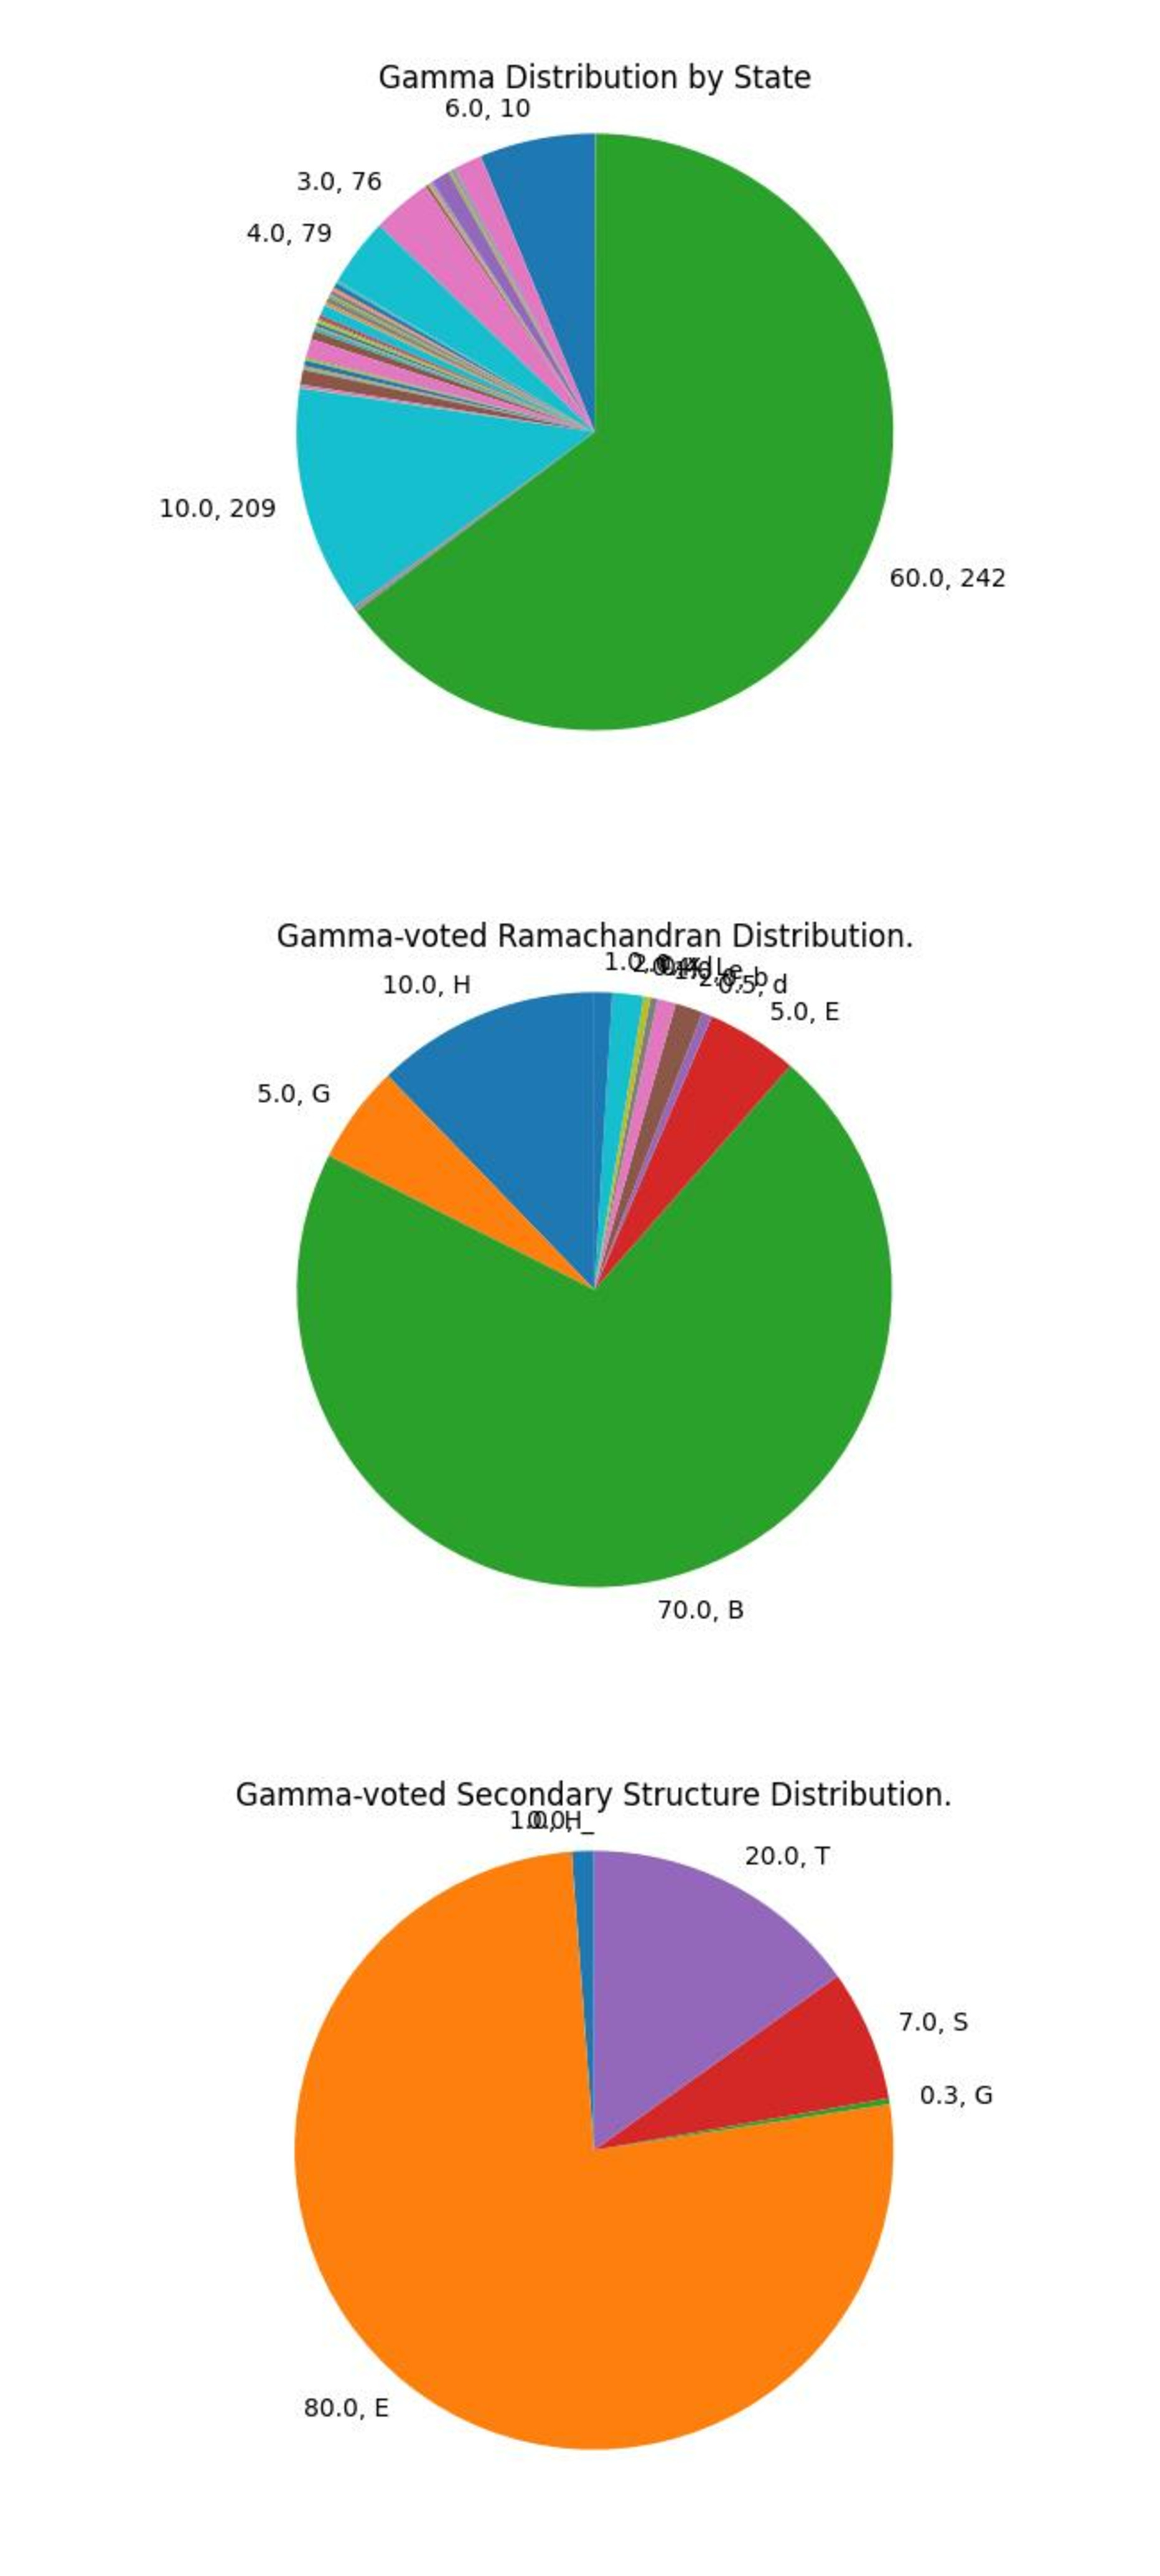 Gamma Distribution by State
6.0, 10
3.0, 76
4.0, 79
10.0, 209
60.0, 242
Gamma-voted Ramachandran Distribution.
10.0, H
5.0, E
5.0, G
70.0, B
Gamma-voted Secondary Structure Distribution.
20.0, T
7.0, S
0.3, G
80.0, E